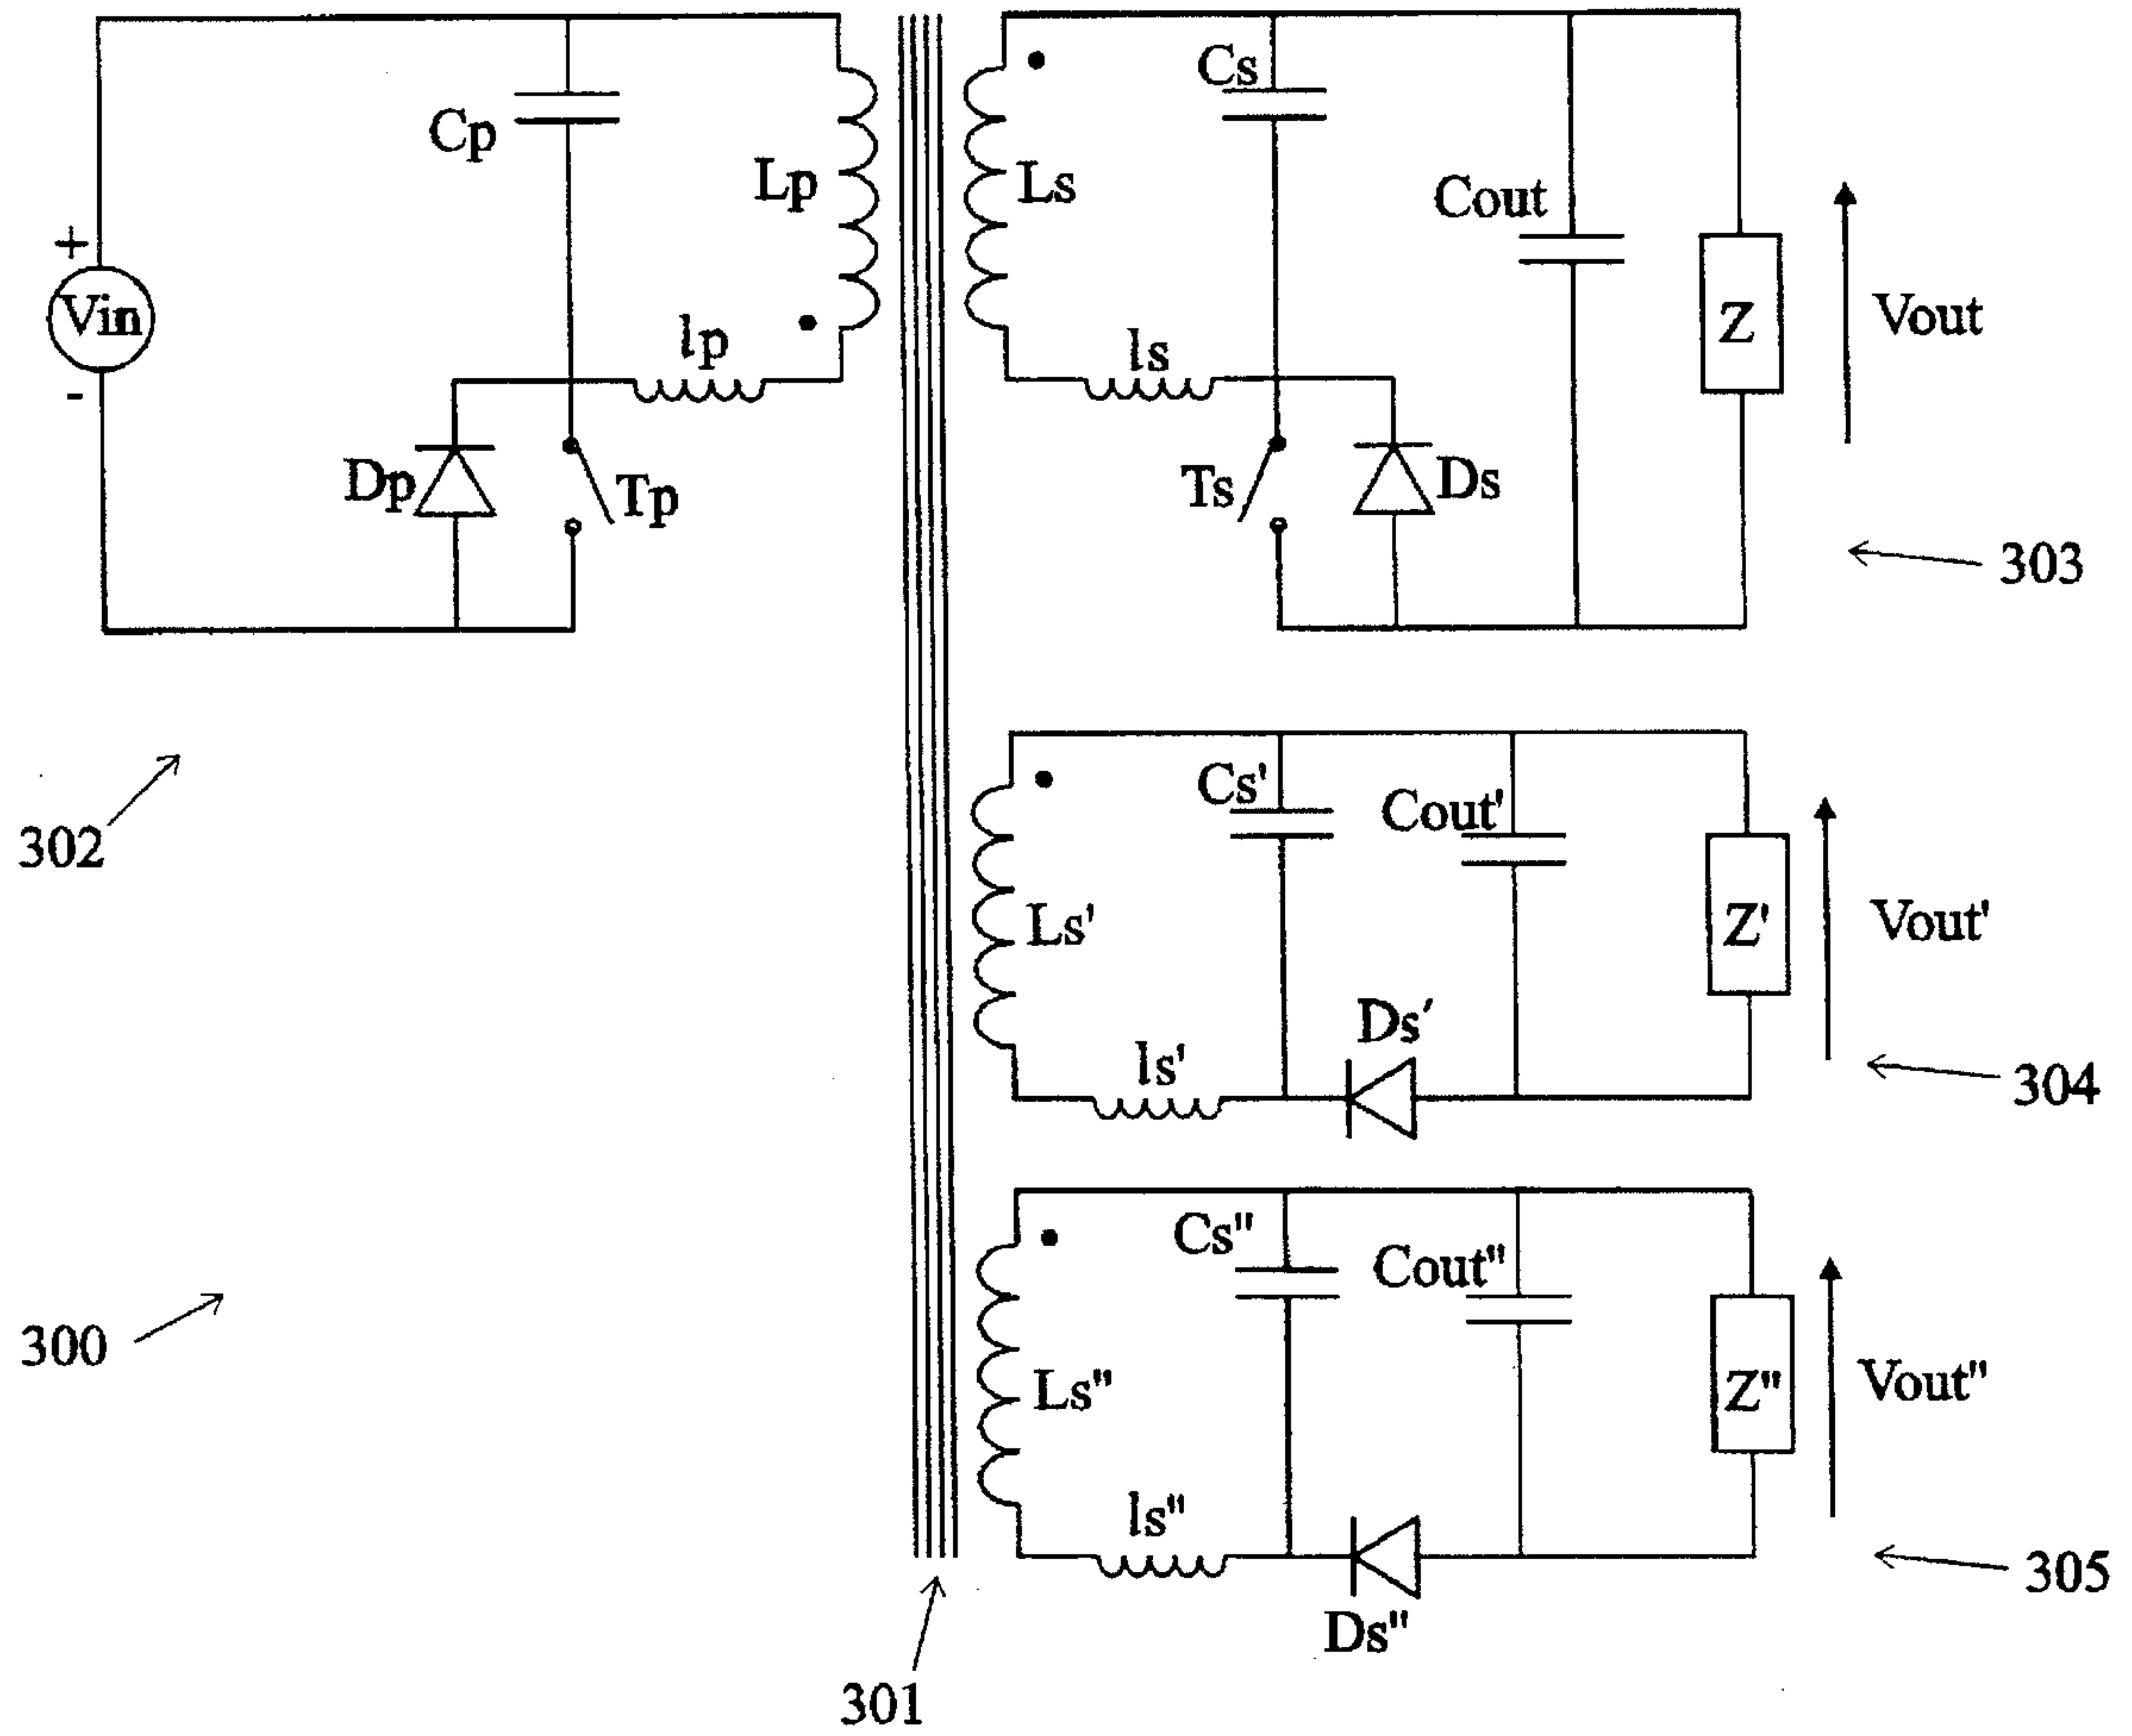 Cp
Lp
+
Vin
-
lp
Dp
Tp
Cs
Ls
Cout
Z
Vout
ls
Ts
Ds
303
302
Cs'
Cout'
Ls'
Z'
Vout'
Ds'
ls'
304
300
Cs"
Cout"
Ls"
Z"
Vout"
ls"
Ds"
305
301